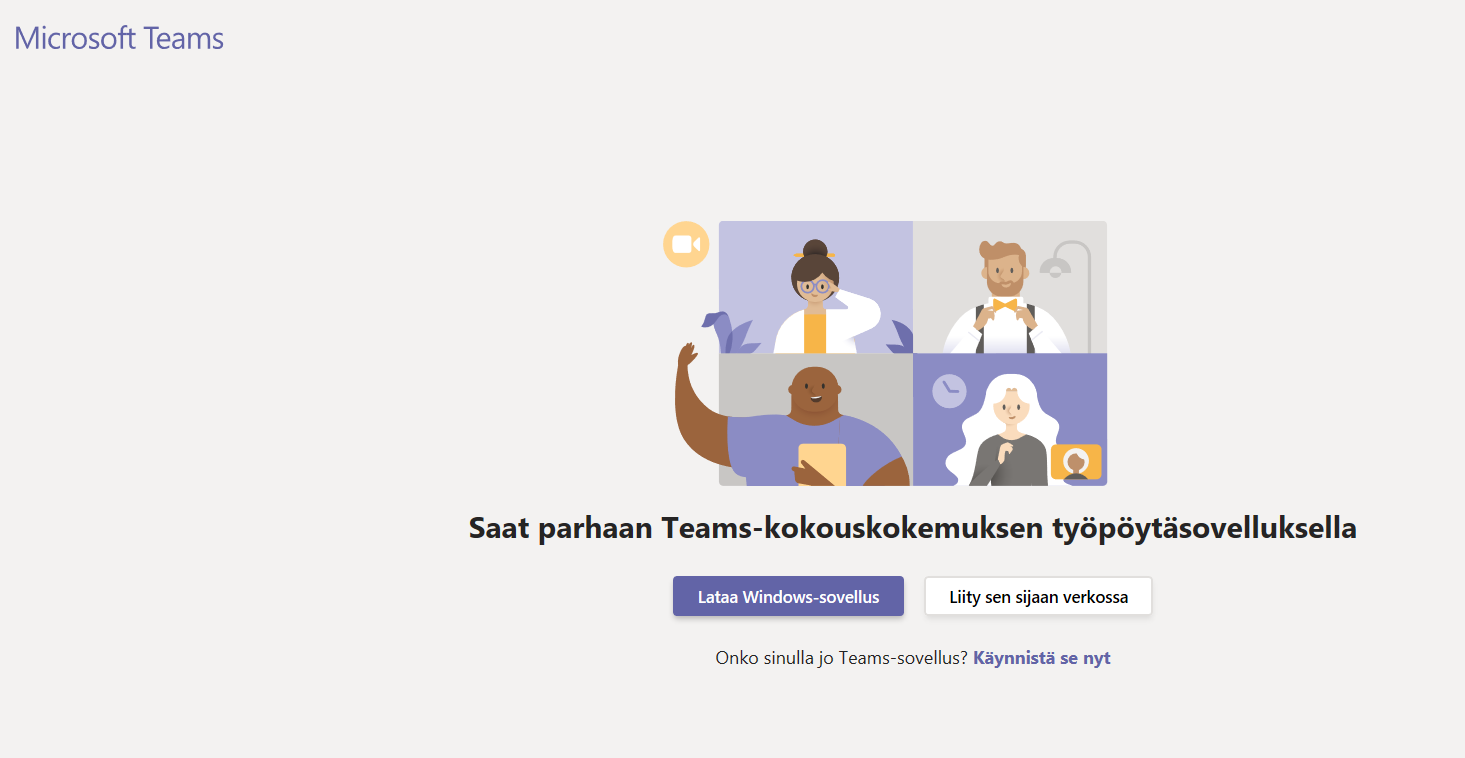 Microsoft Teams
Saat parhaan Teams-kokouskokemuksen työpöytäsovelluksella
Lataa Windows-sovellus
Liity sen sijaan verkossa
Onko sinulla jo Teams-sovellus? Käynnistä se nyt